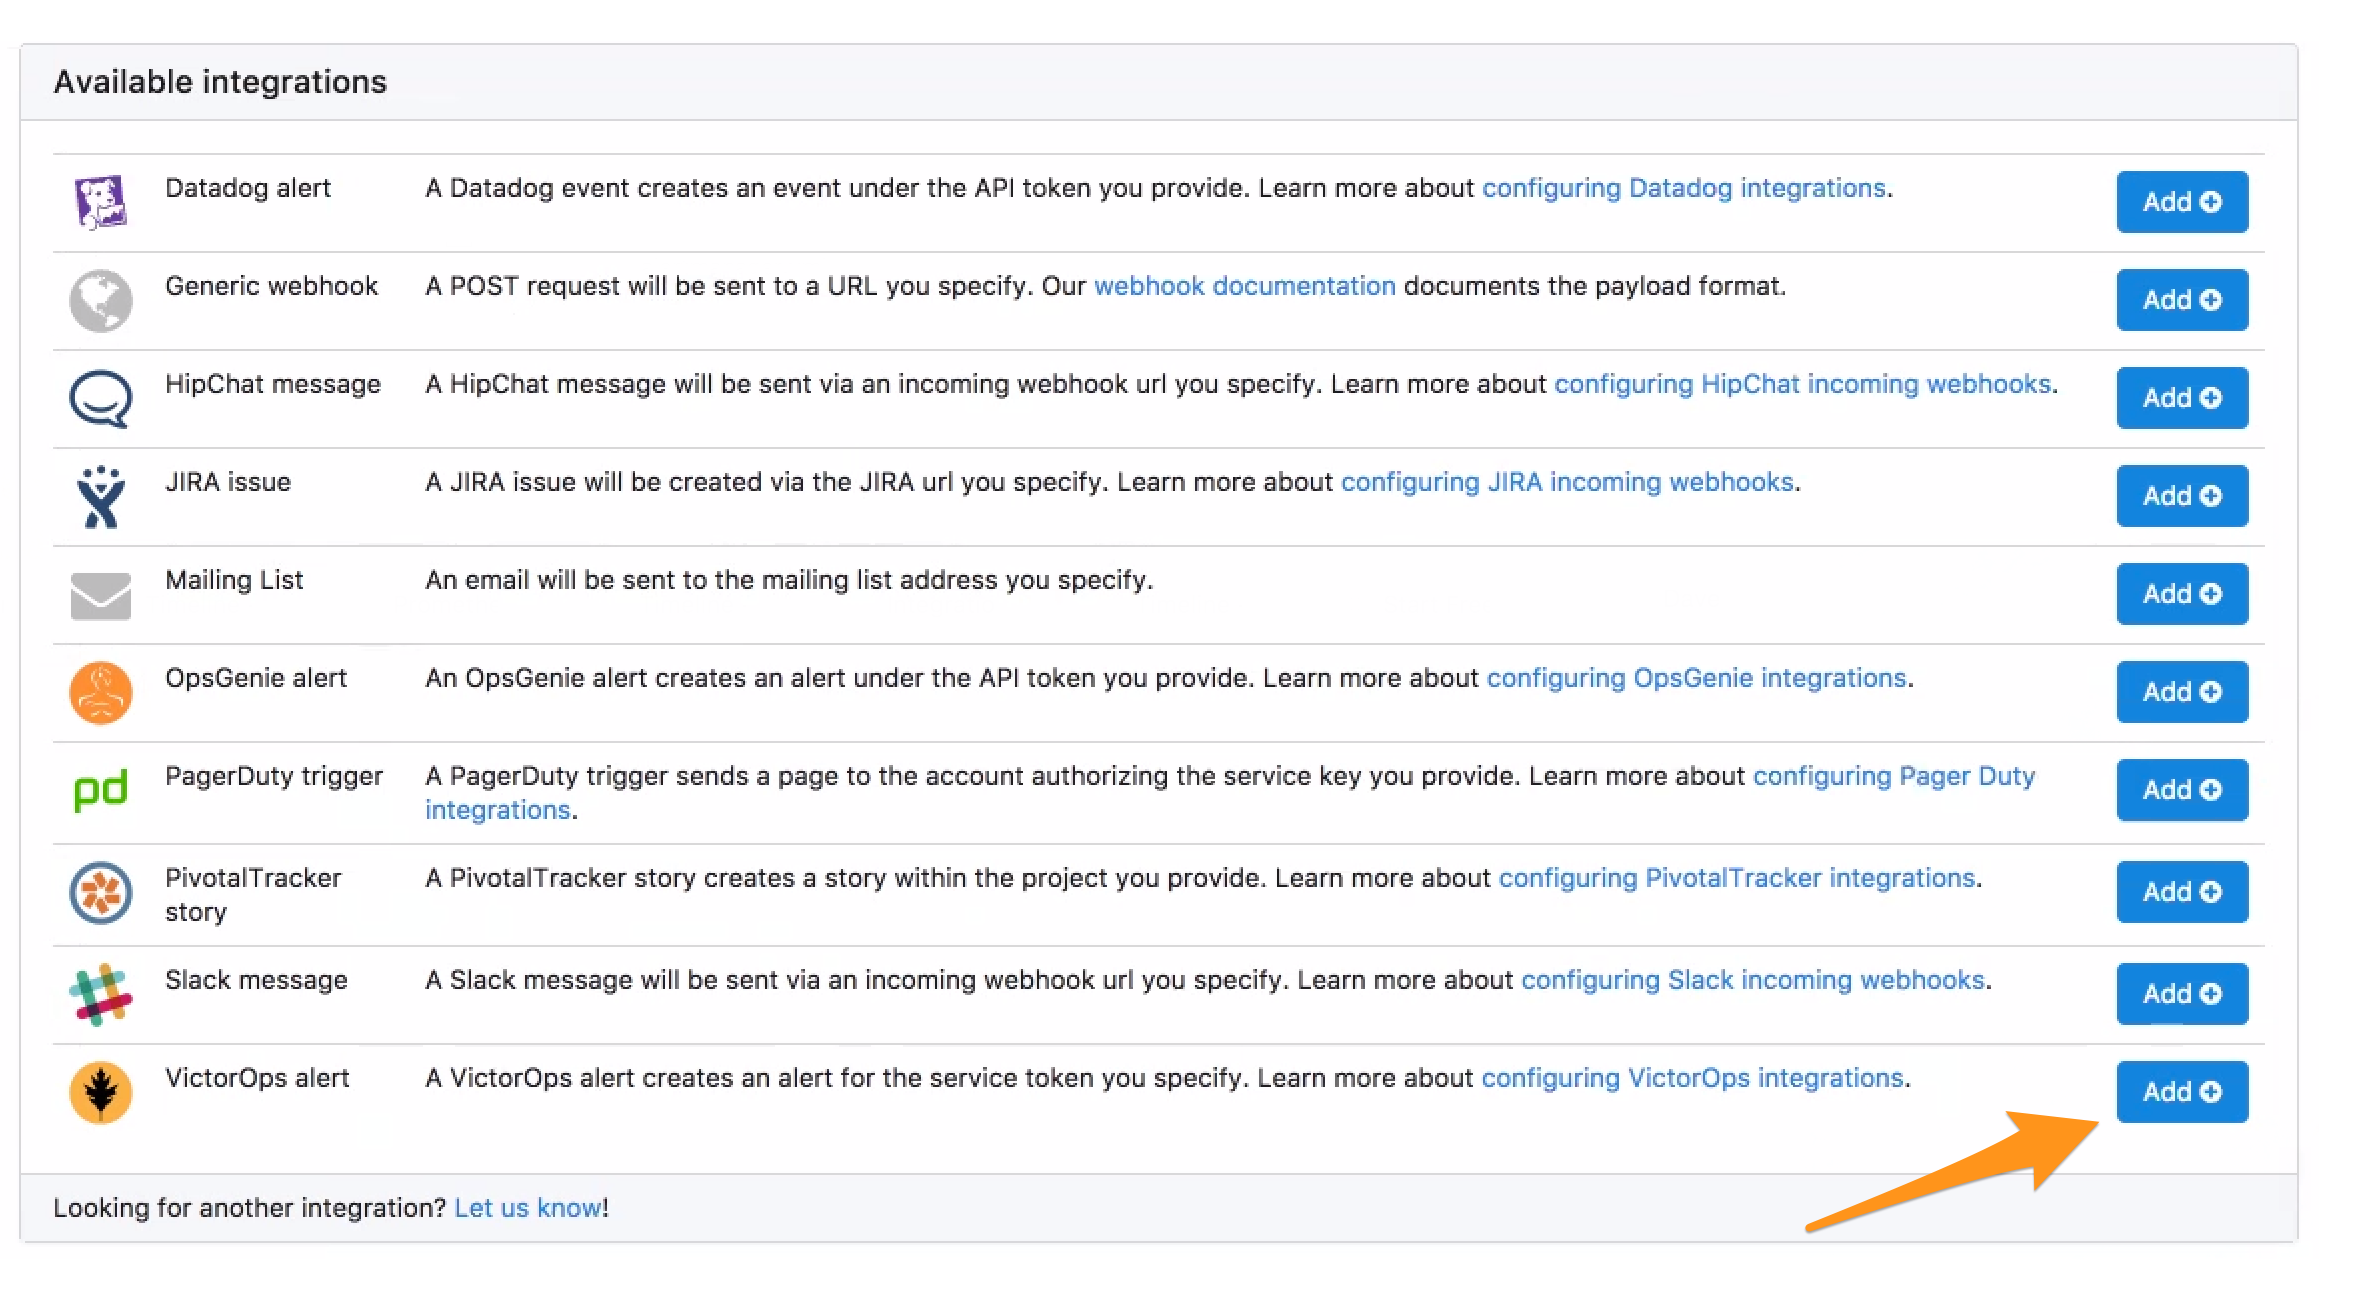 Available integrations
Datadog alert A Datadog event creates an event under the API token you provide. Learn more about configuring Datadog integrations. Add
Generic webhook A POST request will be sent to a URL you specify. Our webhook documentation documents the payload format. Add
HipChat message A HipChat message will be sent via an incoming webhook url you specify. Learn more about configuring HipChat incoming webhooks. Add
JIRA issue A JIRA issue will be created via the JIRA url you specify. Learn more about configuring JIRA incoming webhooks. Add
Mailing List An email will be sent to the mailing list address you specify. Add
OpsGenie alert An OpsGenie alert creates an alert under the API token you provide. Learn more about configuring OpsGenie integrations. Add
pd PagerDuty trigger A PagerDuty trigger sends a page to the account authorizing the service key you provide. Learn more about configuring Pager Duty Add
integrations.
PivotalTracker A PivotalTracker story creates a story within the project you provide. Learn more about configuring PivotalTracker integrations. Add
story
Slack message A Slack message will be sent via an incoming webhook url you specify. Learn more about configuring Slack incoming webhooks. Add
VictorOps alert A VictorOps alert creates an alert for the service token you specify. Learn more about configuring VictorOps integrations. Add
Looking for another integration? Let us know!